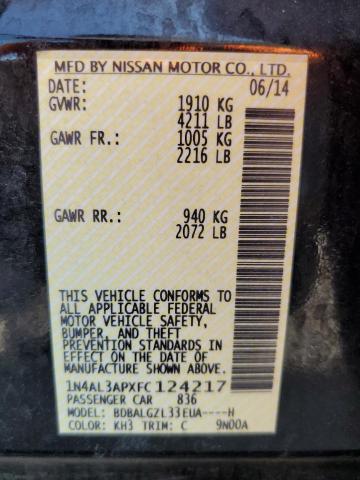 MFD BY NISSAN MOTOR CO., LTD.
DATE: 06/14
GVWR: 1910 KG
4211 LB
GAWR FR.: 1005 KG
2216 LB
GAWR RR.: 940 KG
2072 LB
THIS VEHICLE CONFORMS TO
ALL APPLICABLE FEDERAL
MOTOR VEHICLE SAFETY,
BUMPER, AND THEFT
PREVENTION STANDARDS IN
EFFECT ON THE DATE OF
MANUFACTURE SHOWN ABOVE.
1N4AL3APXFC124217
PASSENGER CAR 836
MODEL: BDBALGZL33EUA----H
COLOR: KH3 TRIM: C 9N00A